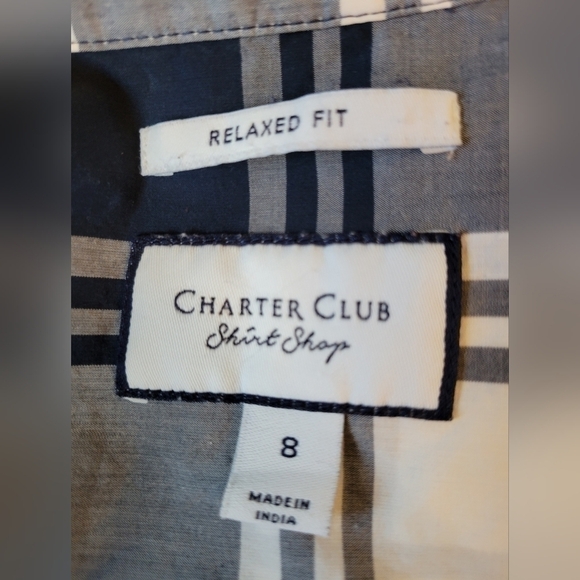 RELAXED FIT
CHARTER CLUB
Shirt Shop
8
MADE IN
INDIA